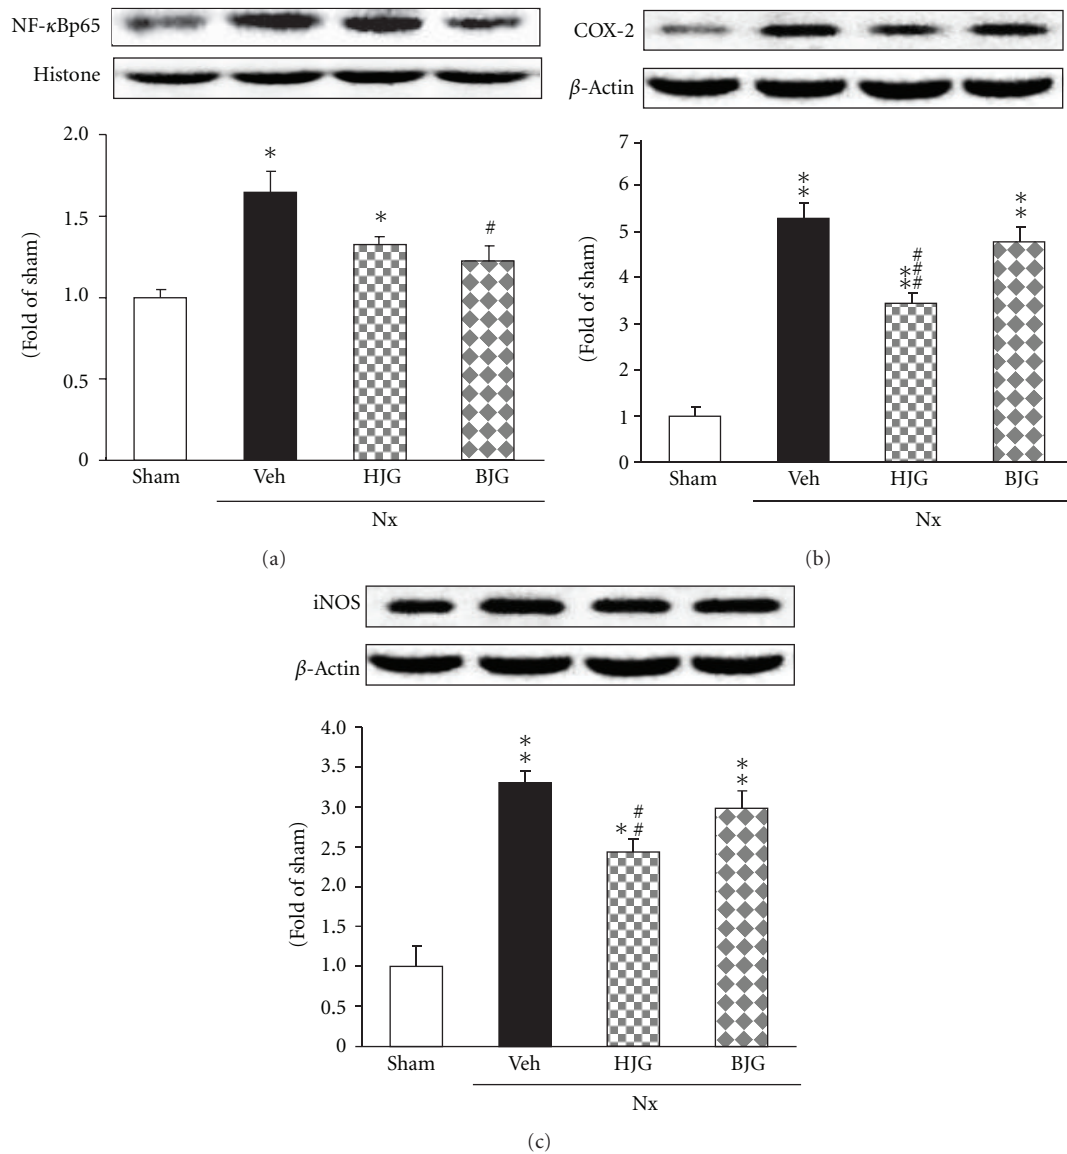 NF-κBp65
Histone
2.0
1.5
1.0
0.5
0
(Fold of sham)
*
*
#
Sham Veh HJG BJG
Nx
(a)
COX-2
β-Actin
7
6
5
4
3
2
1
0
(Fold of sham)
**
** ###
**
Sham Veh HJG BJG
Nx
(b)
iNOS
β-Actin
4.0
3.5
3.0
2.5
2.0
1.5
1.0
0.5
0
(Fold of sham)
**
* ##
**
Sham Veh HJG BJG
Nx
(c)